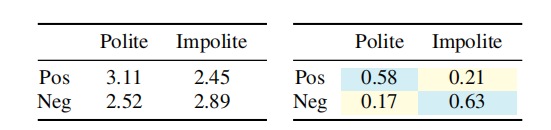 Polite Impolite
Pos 3.11 2.45
Neg 2.52 2.89
Polite Impolite
Pos 0.58 0.21
Neg 0.17 0.63